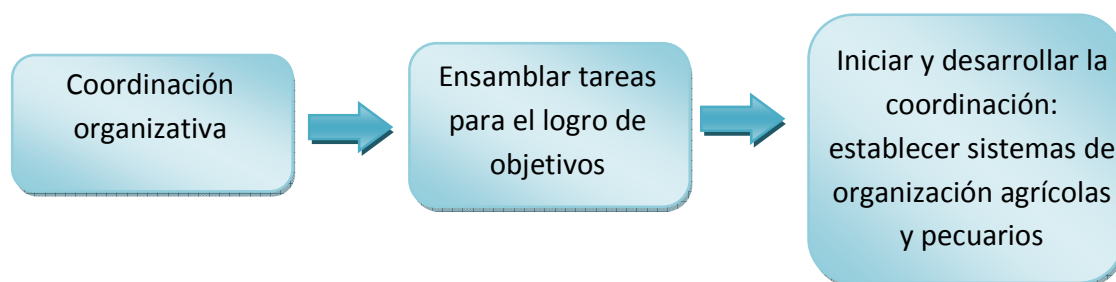 Coordinación
organizativa
Ensamblar tareas
para el logro de
objetivos
Iniciar y desarrollar la
coordinación:
establecer sistemas de
organización agrícolas
y pecuarios